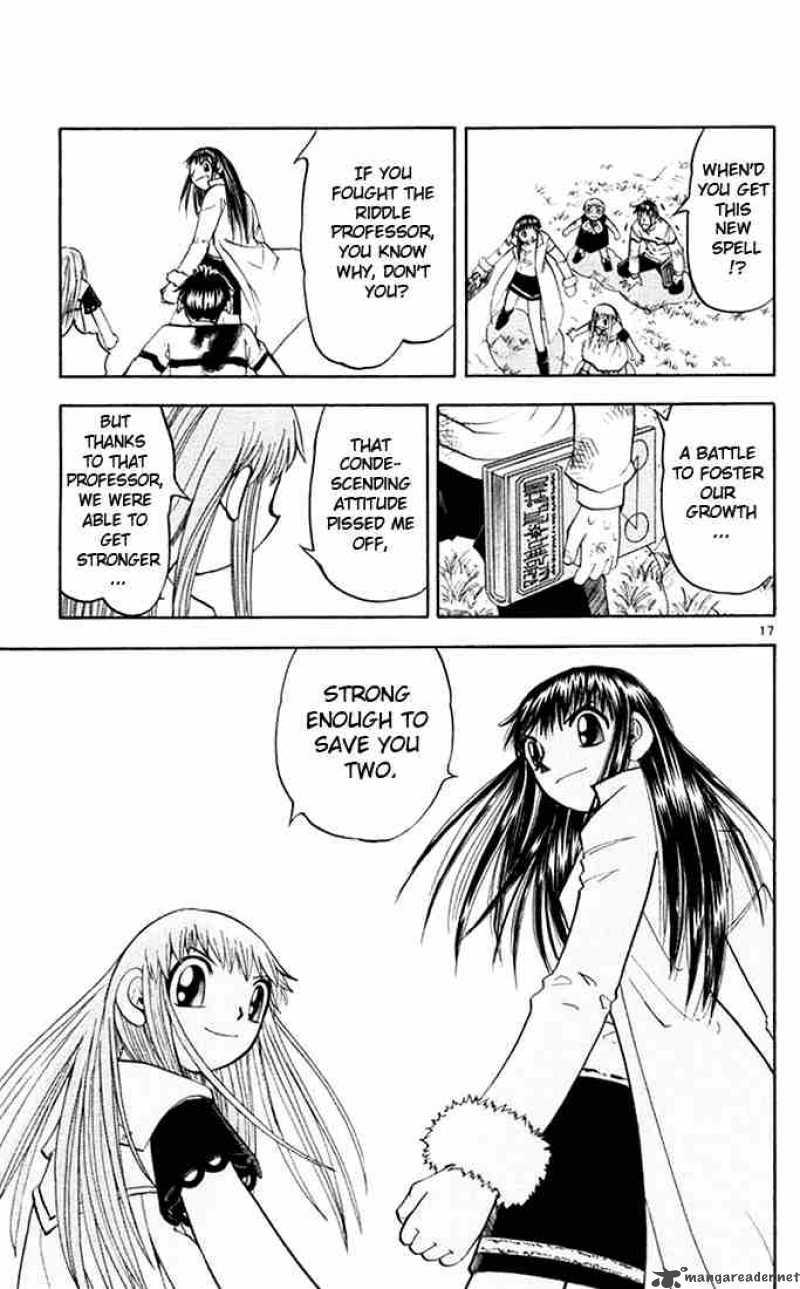 WHEN'D
YOU GET
THIS
NEW
SPELL
!?
IF YOU
FOUGHT THE
RIDDLE
PROFESSOR,
YOU KNOW
WHY, DON'T
YOU?
A BATTLE
TO FOSTER
OUR
GROWTH
...
THAT
CONDE-
SCENDING
ATTITUDE
PISSED ME
OFF,
BUT
THANKS
TO THAT
PROFESSOR,
WE WERE
ABLE TO
GET
STRONGER
...
17
STRONG
ENOUGH TO
SAVE YOU
TWO.
mangareader.net